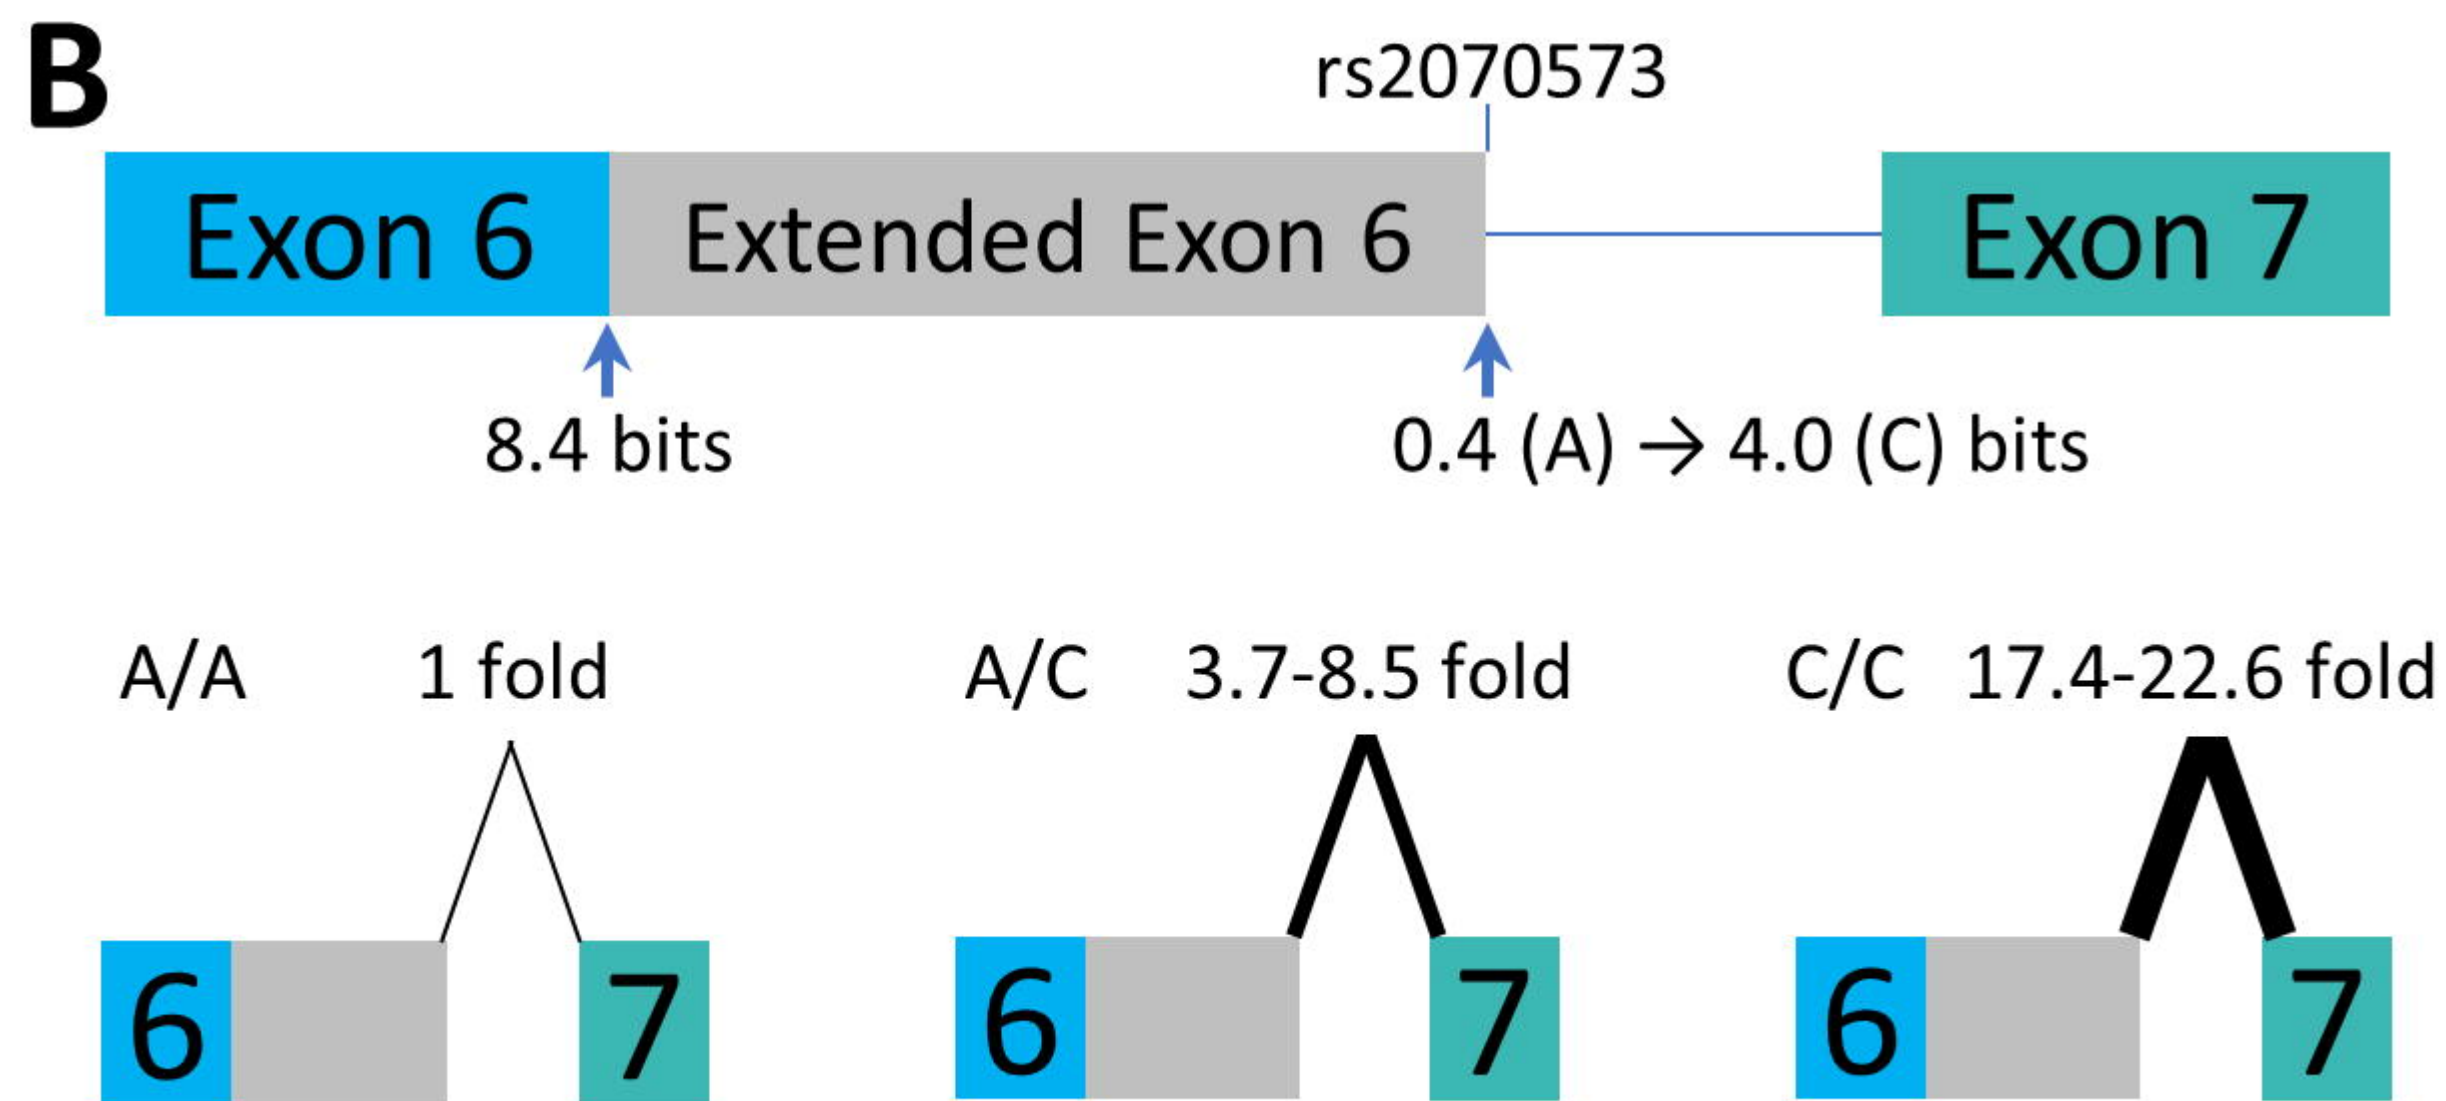 B
rs2070573
Exon 6 Extended Exon 6 Exon 7
8.4 bits 0.4 (A) → 4.0 (C) bits
A/A 1 fold A/C 3.7-8.5 fold C/C 17.4-22.6 fold
6 7 6 7 6 7